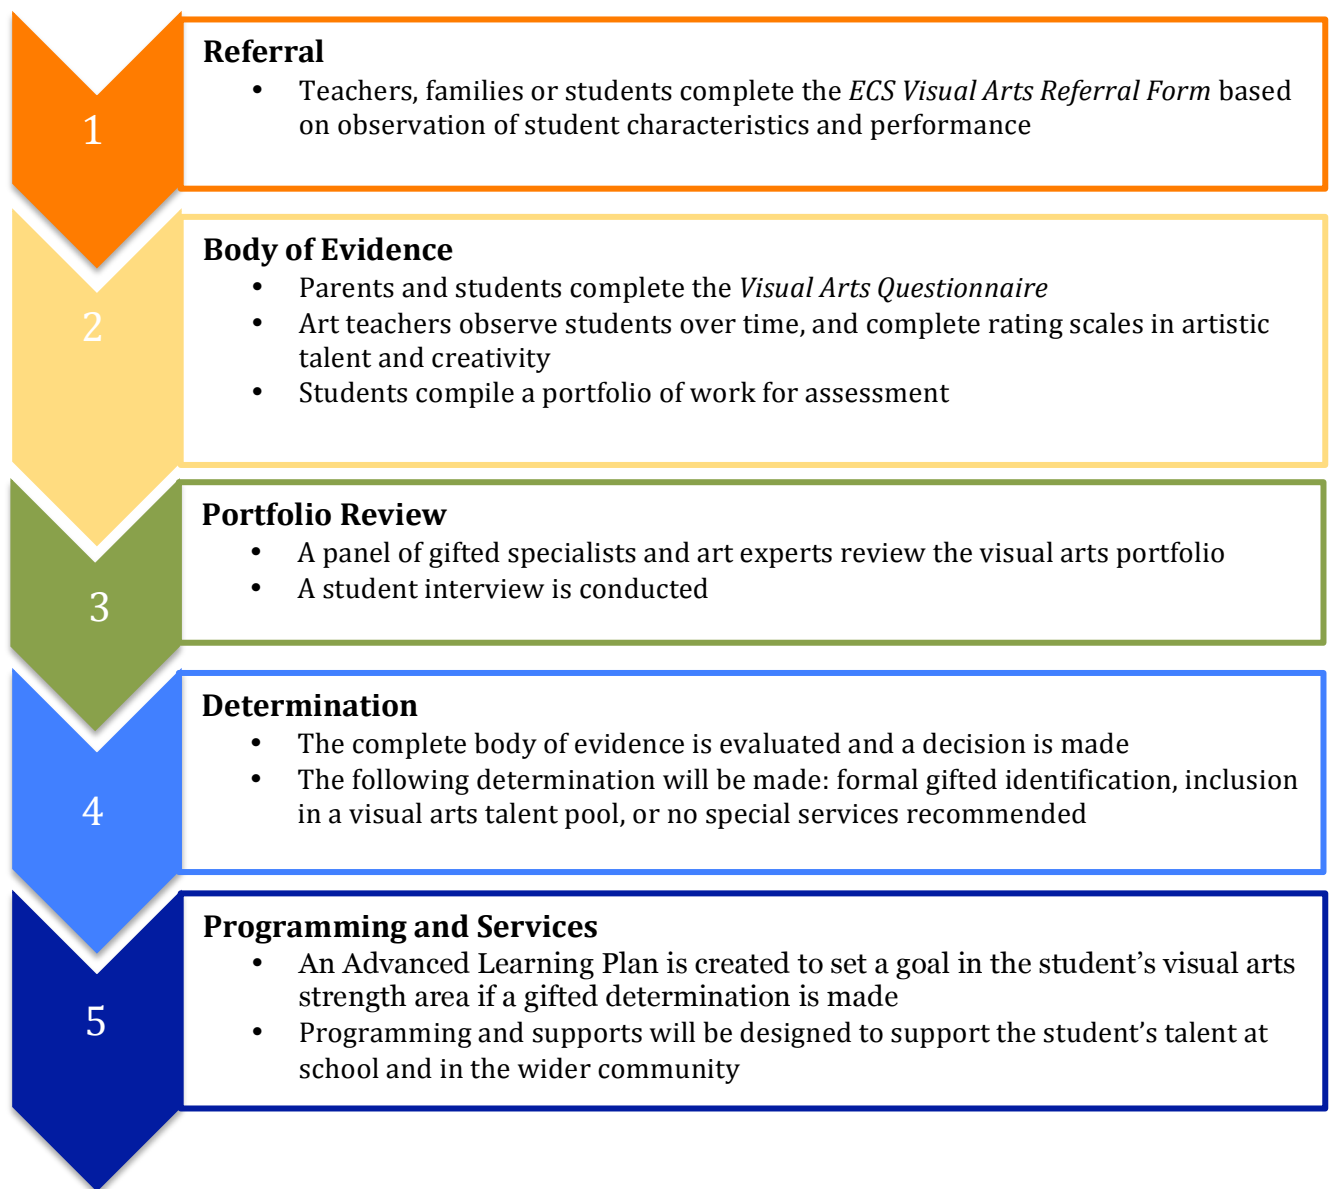 1
Referral
• Teachers, families or students complete the ECS Visual Arts Referral Form based
on observation of student characteristics and performance
2
Body of Evidence
• Parents and students complete the Visual Arts Questionnaire
• Art teachers observe students over time, and complete rating scales in artistic
talent and creativity
• Students compile a portfolio of work for assessment
3
Portfolio Review
• A panel of gifted specialists and art experts review the visual arts portfolio
• A student interview is conducted
4
Determination
• The complete body of evidence is evaluated and a decision is made
• The following determination will be made: formal gifted identification, inclusion
in a visual arts talent pool, or no special services recommended
5
Programming and Services
• An Advanced Learning Plan is created to set a goal in the student’s visual arts
strength area if a gifted determination is made
• Programming and supports will be designed to support the student’s talent at
school and in the wider community